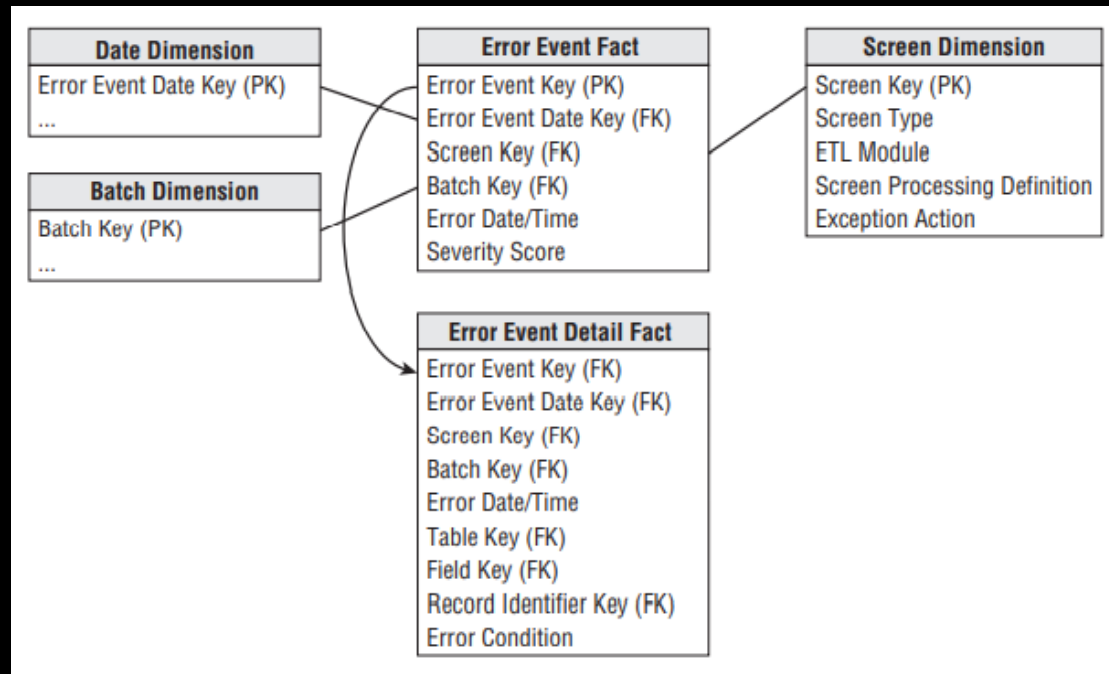 Date Dimension
Error Event Date Key (PK)
...
Batch Dimension
Batch Key (PK)
...
Error Event Fact
Error Event Key (PK)
Error Event Date Key (FK)
Screen Key (FK)
Batch Key (FK)
Error Date/Time
Severity Score
Screen Dimension
Screen Key (PK)
Screen Type
ETL Module
Screen Processing Definition
Exception Action
Error Event Detail Fact
Error Event Key (FK)
Error Event Date Key (FK)
Screen Key (FK)
Batch Key (FK)
Error Date/Time
Table Key (FK)
Field Key (FK)
Record Identifier Key (FK)
Error Condition